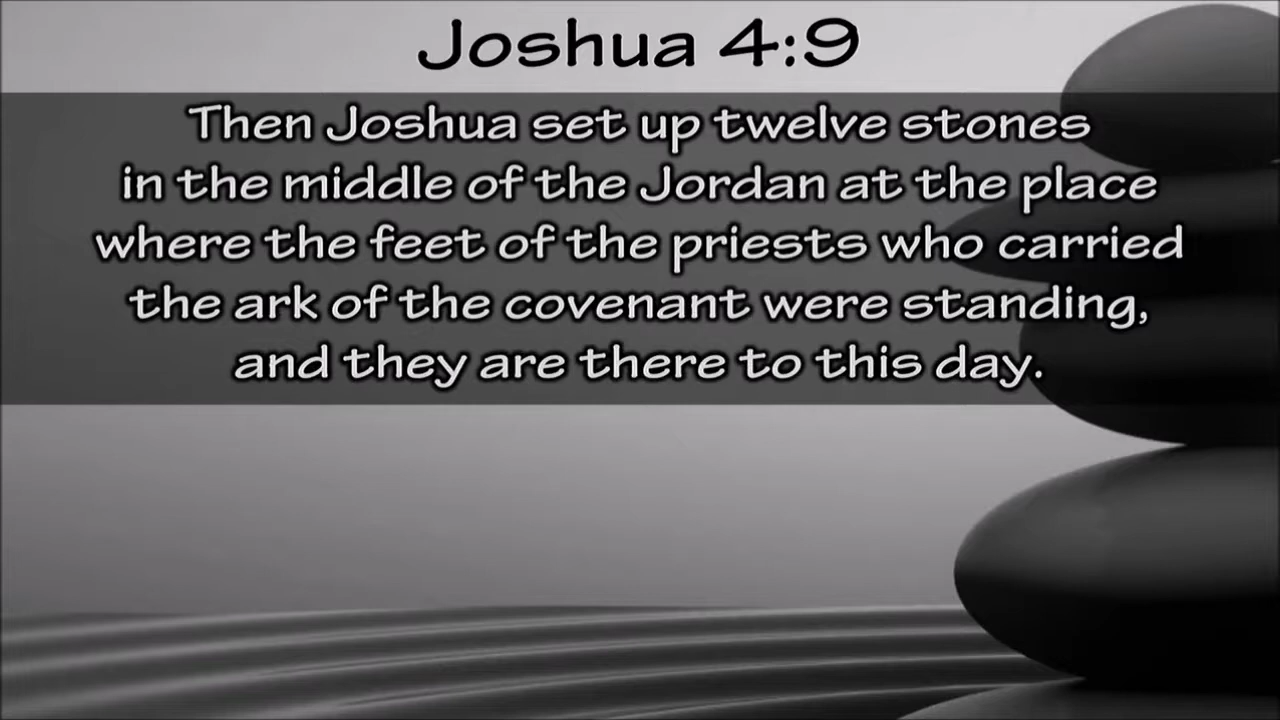 Joshua 4:9
Then Joshua set up twelve stones
in the middle of the Jordan at the place
where the feet of the priests who carried
the ark of the covenant were standing,
and they are there to this day.